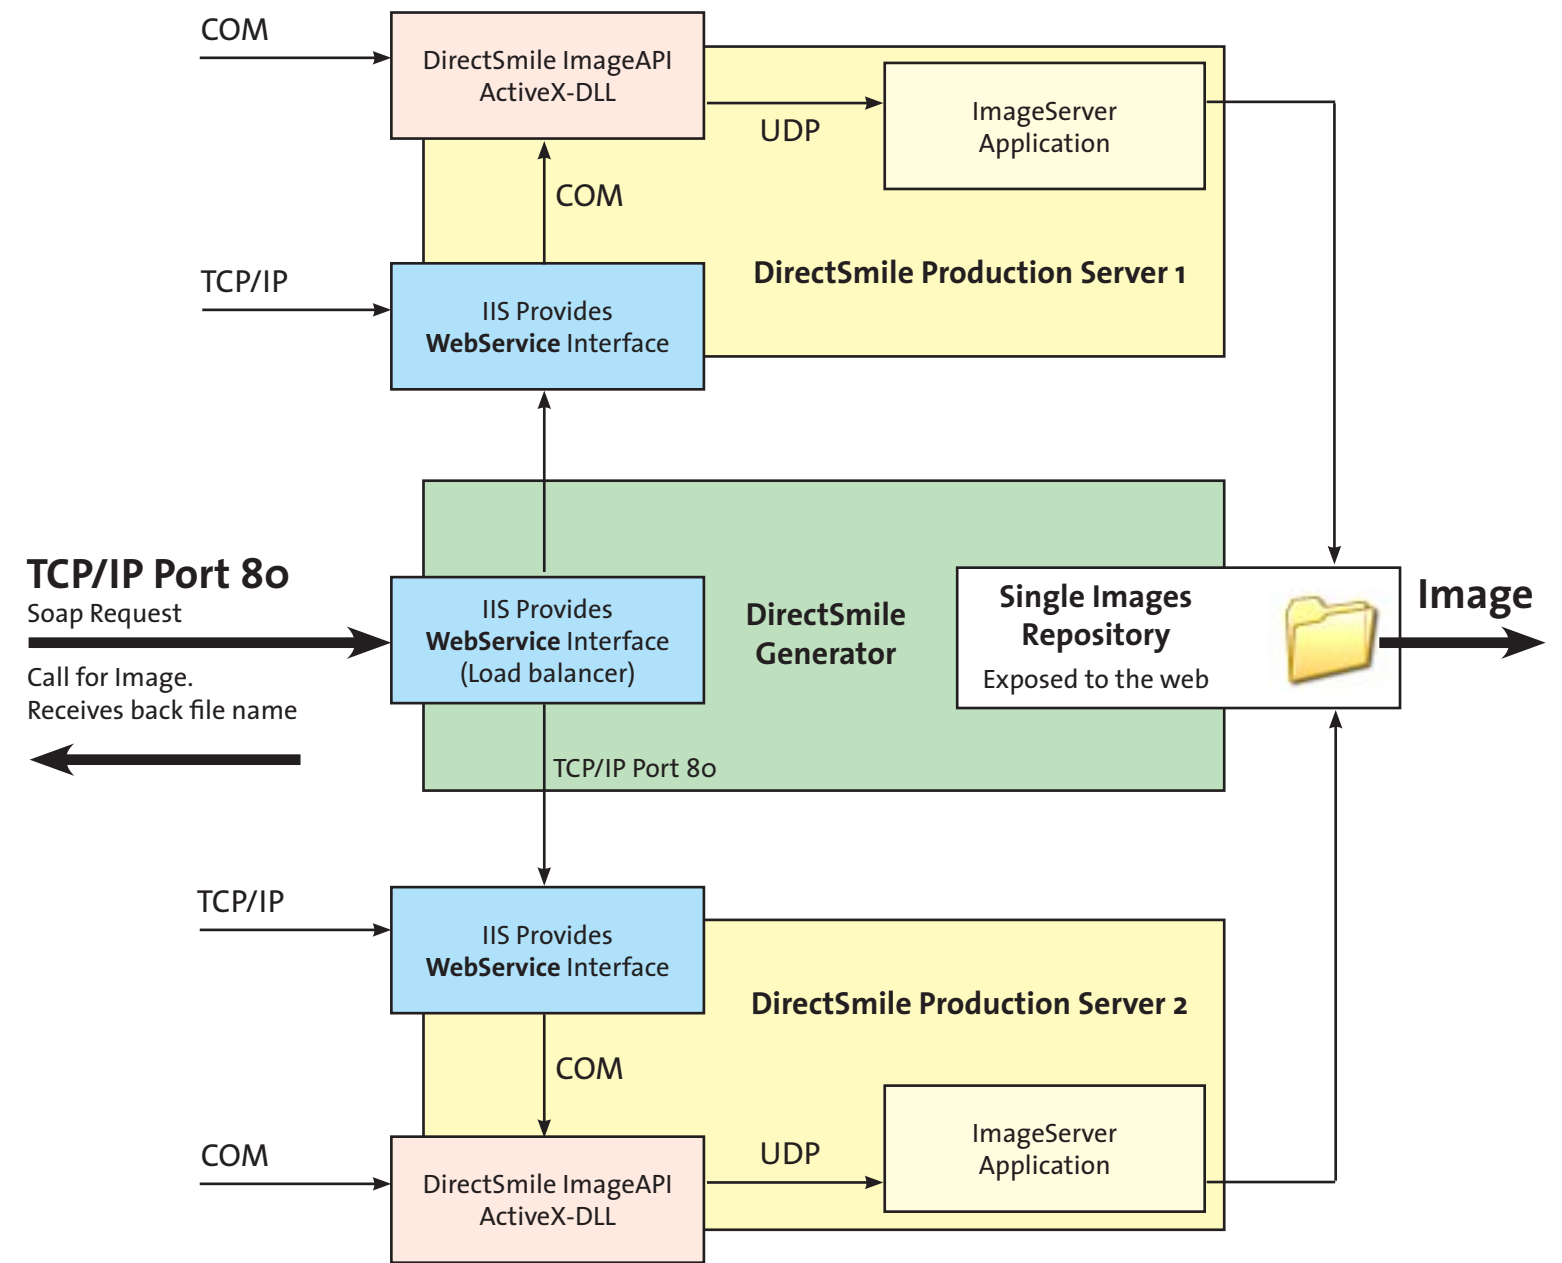 COM
DirectSmile ImageAPI
ActiveX-DLL
UDP
ImageServer
Application
COM
TCP/IP
DirectSmile Production Server 1
IIS Provides
WebService Interface
TCP/IP Port 80
Soap Request
Call for Image.
Receives back file name
IIS Provides
WebService Interface
(Load balancer)
DirectSmile
Generator
Single Images
Repository
Exposed to the web
Image
TCP/IP Port 80
TCP/IP
IIS Provides
WebService Interface
DirectSmile Production Server 2
COM
COM
DirectSmile ImageAPI
ActiveX-DLL
UDP
ImageServer
Application